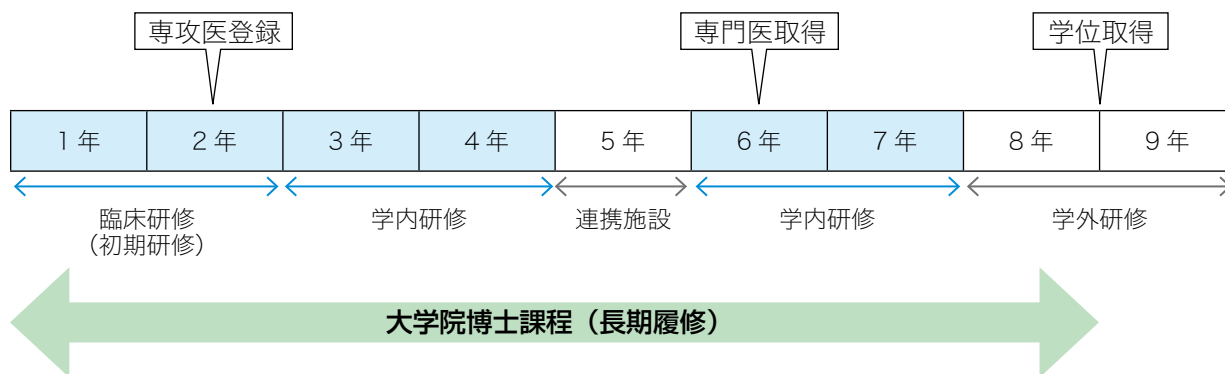 専攻医登録
専門医取得
学位取得
1 年
2 年
3 年
4 年
5 年
6 年
7 年
8 年
9 年
臨床研修
（初期研修）
学内研修
連携施設
学内研修
学外研修
大学院博士課程（長期履修）